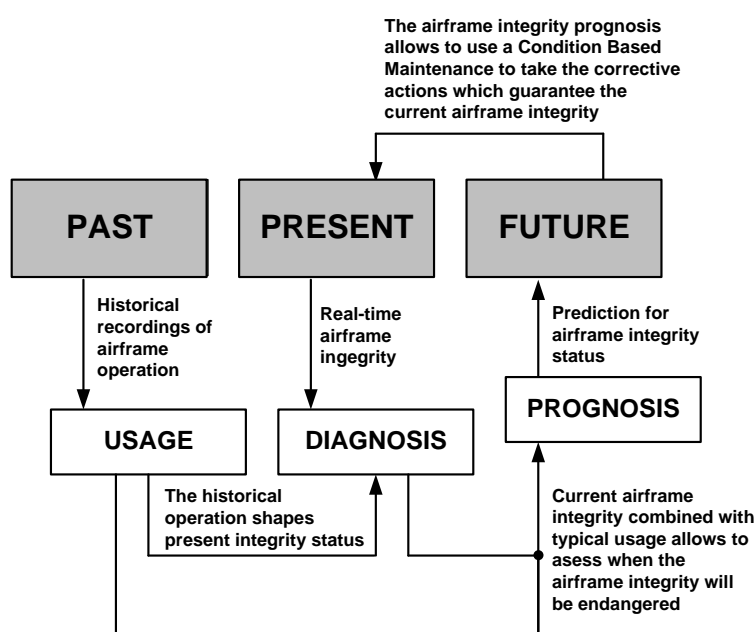 The airframe integrity prognosis
allows to use a Condition Based
Maintenance to take the corrective
actions which guarantee the
current airframe integrity
PAST
PRESENT
FUTURE
Historical
recordings of
airframe
operation
Real-time
airframe
ingegrity
Prediction for
airframe integrity
status
USAGE
DIAGNOSIS
PROGNOSIS
The historical
operation shapes
present integrity status
Current airframe
integrity combined with
typical usage allows to
asess when the
airframe integrity will
be endangered